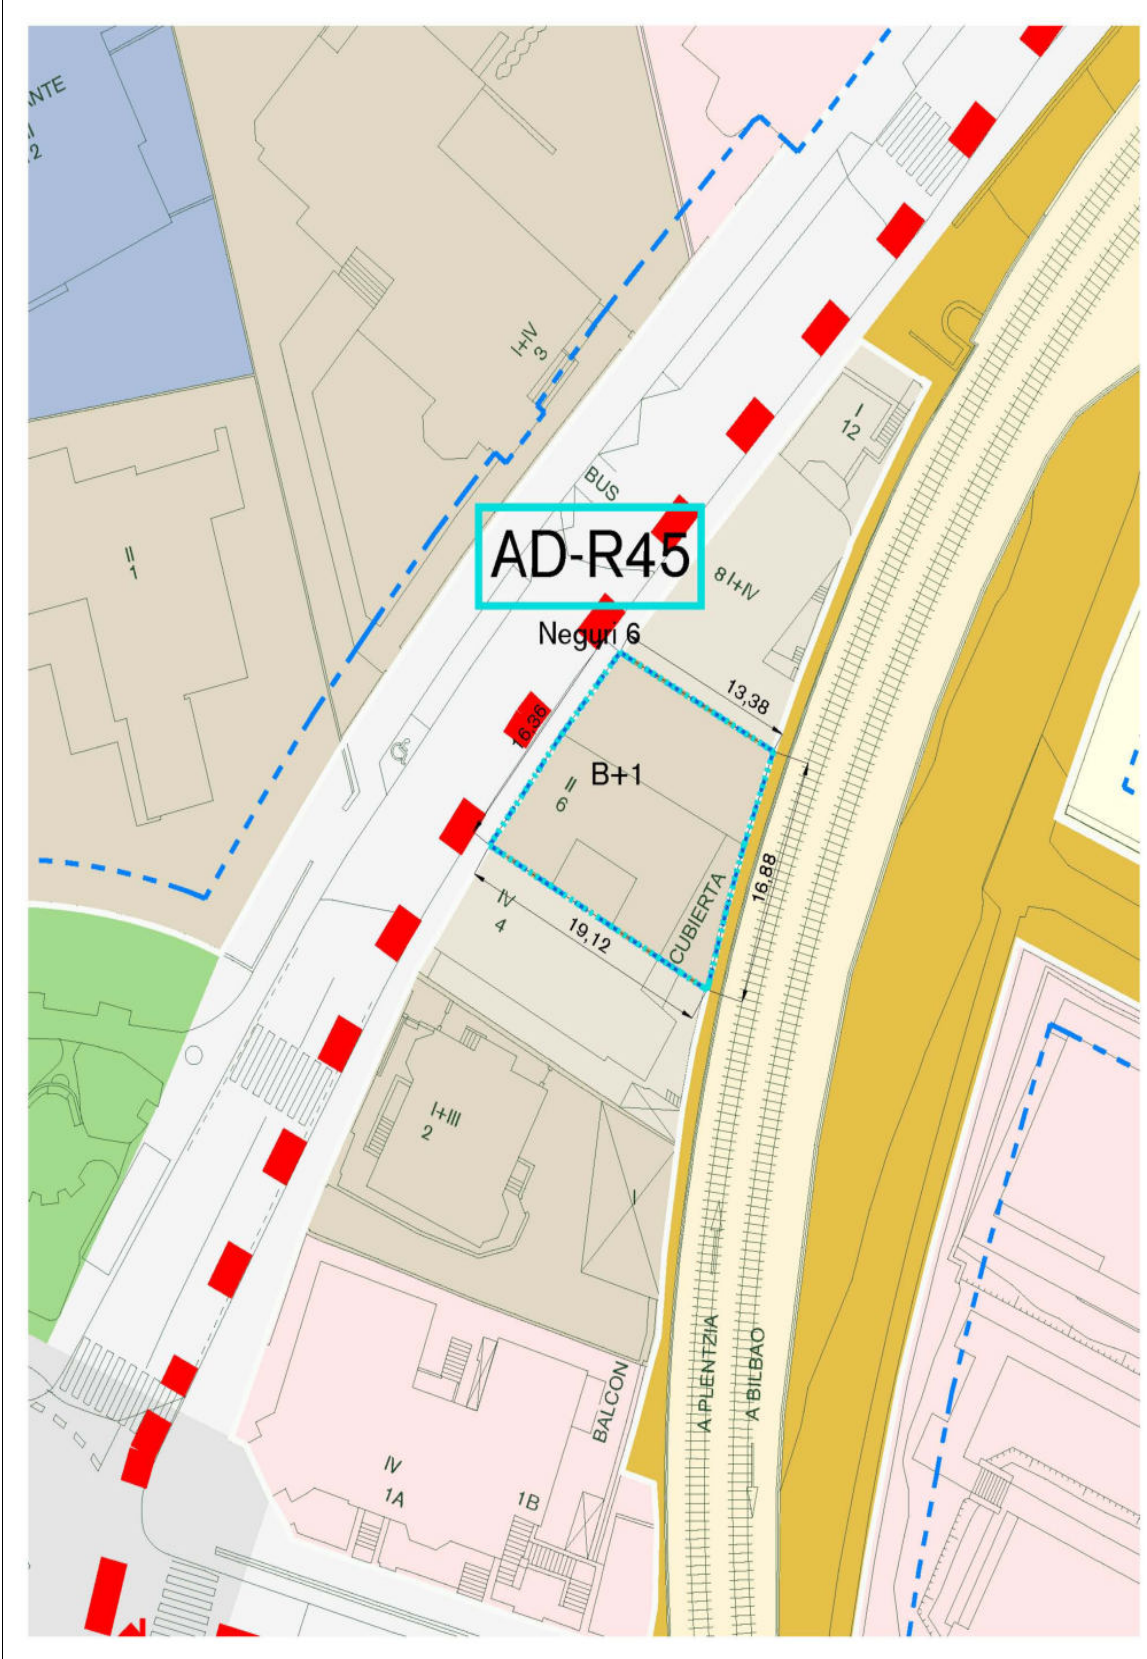 ANTE
2
I+IV
3
I
12
BUS
II
1
AD-R45
8 I+IV
Neguri 6
13,38
16,36
B+1
II
6
16,88
IV
4
19,12
CUBIERTA
I+III
2
I
A PLENTZIA
A BILBAO
BALCON
IV
1A
1B